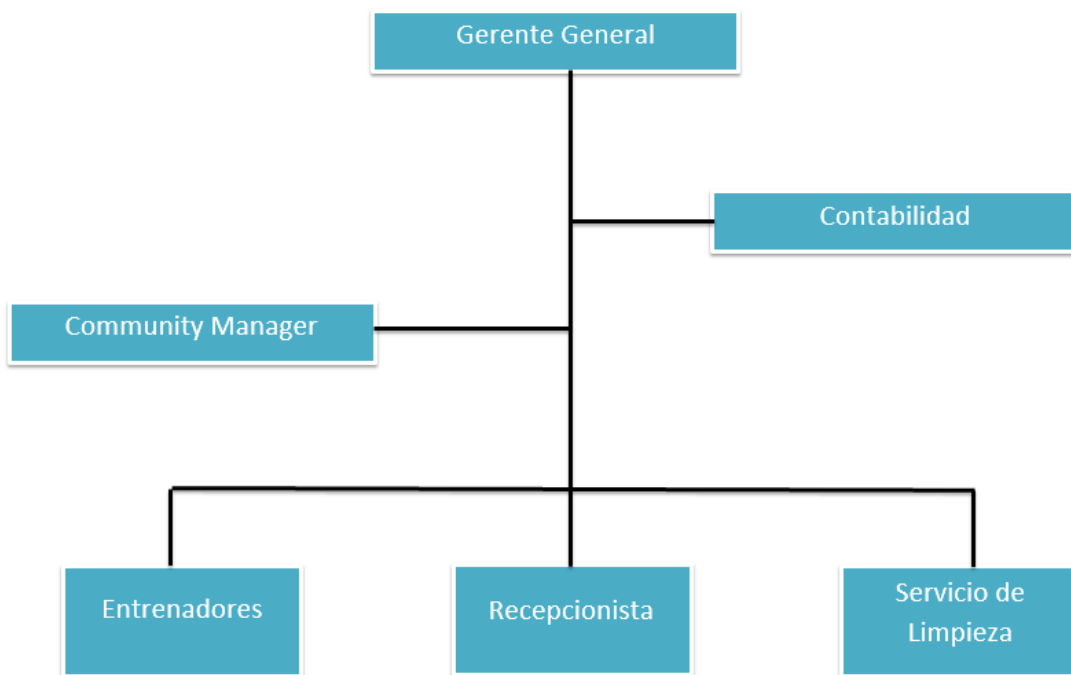 Gerente General
Contabilidad
Community Manager
Entrenadores
Recepcionista
Servicio de
Limpieza